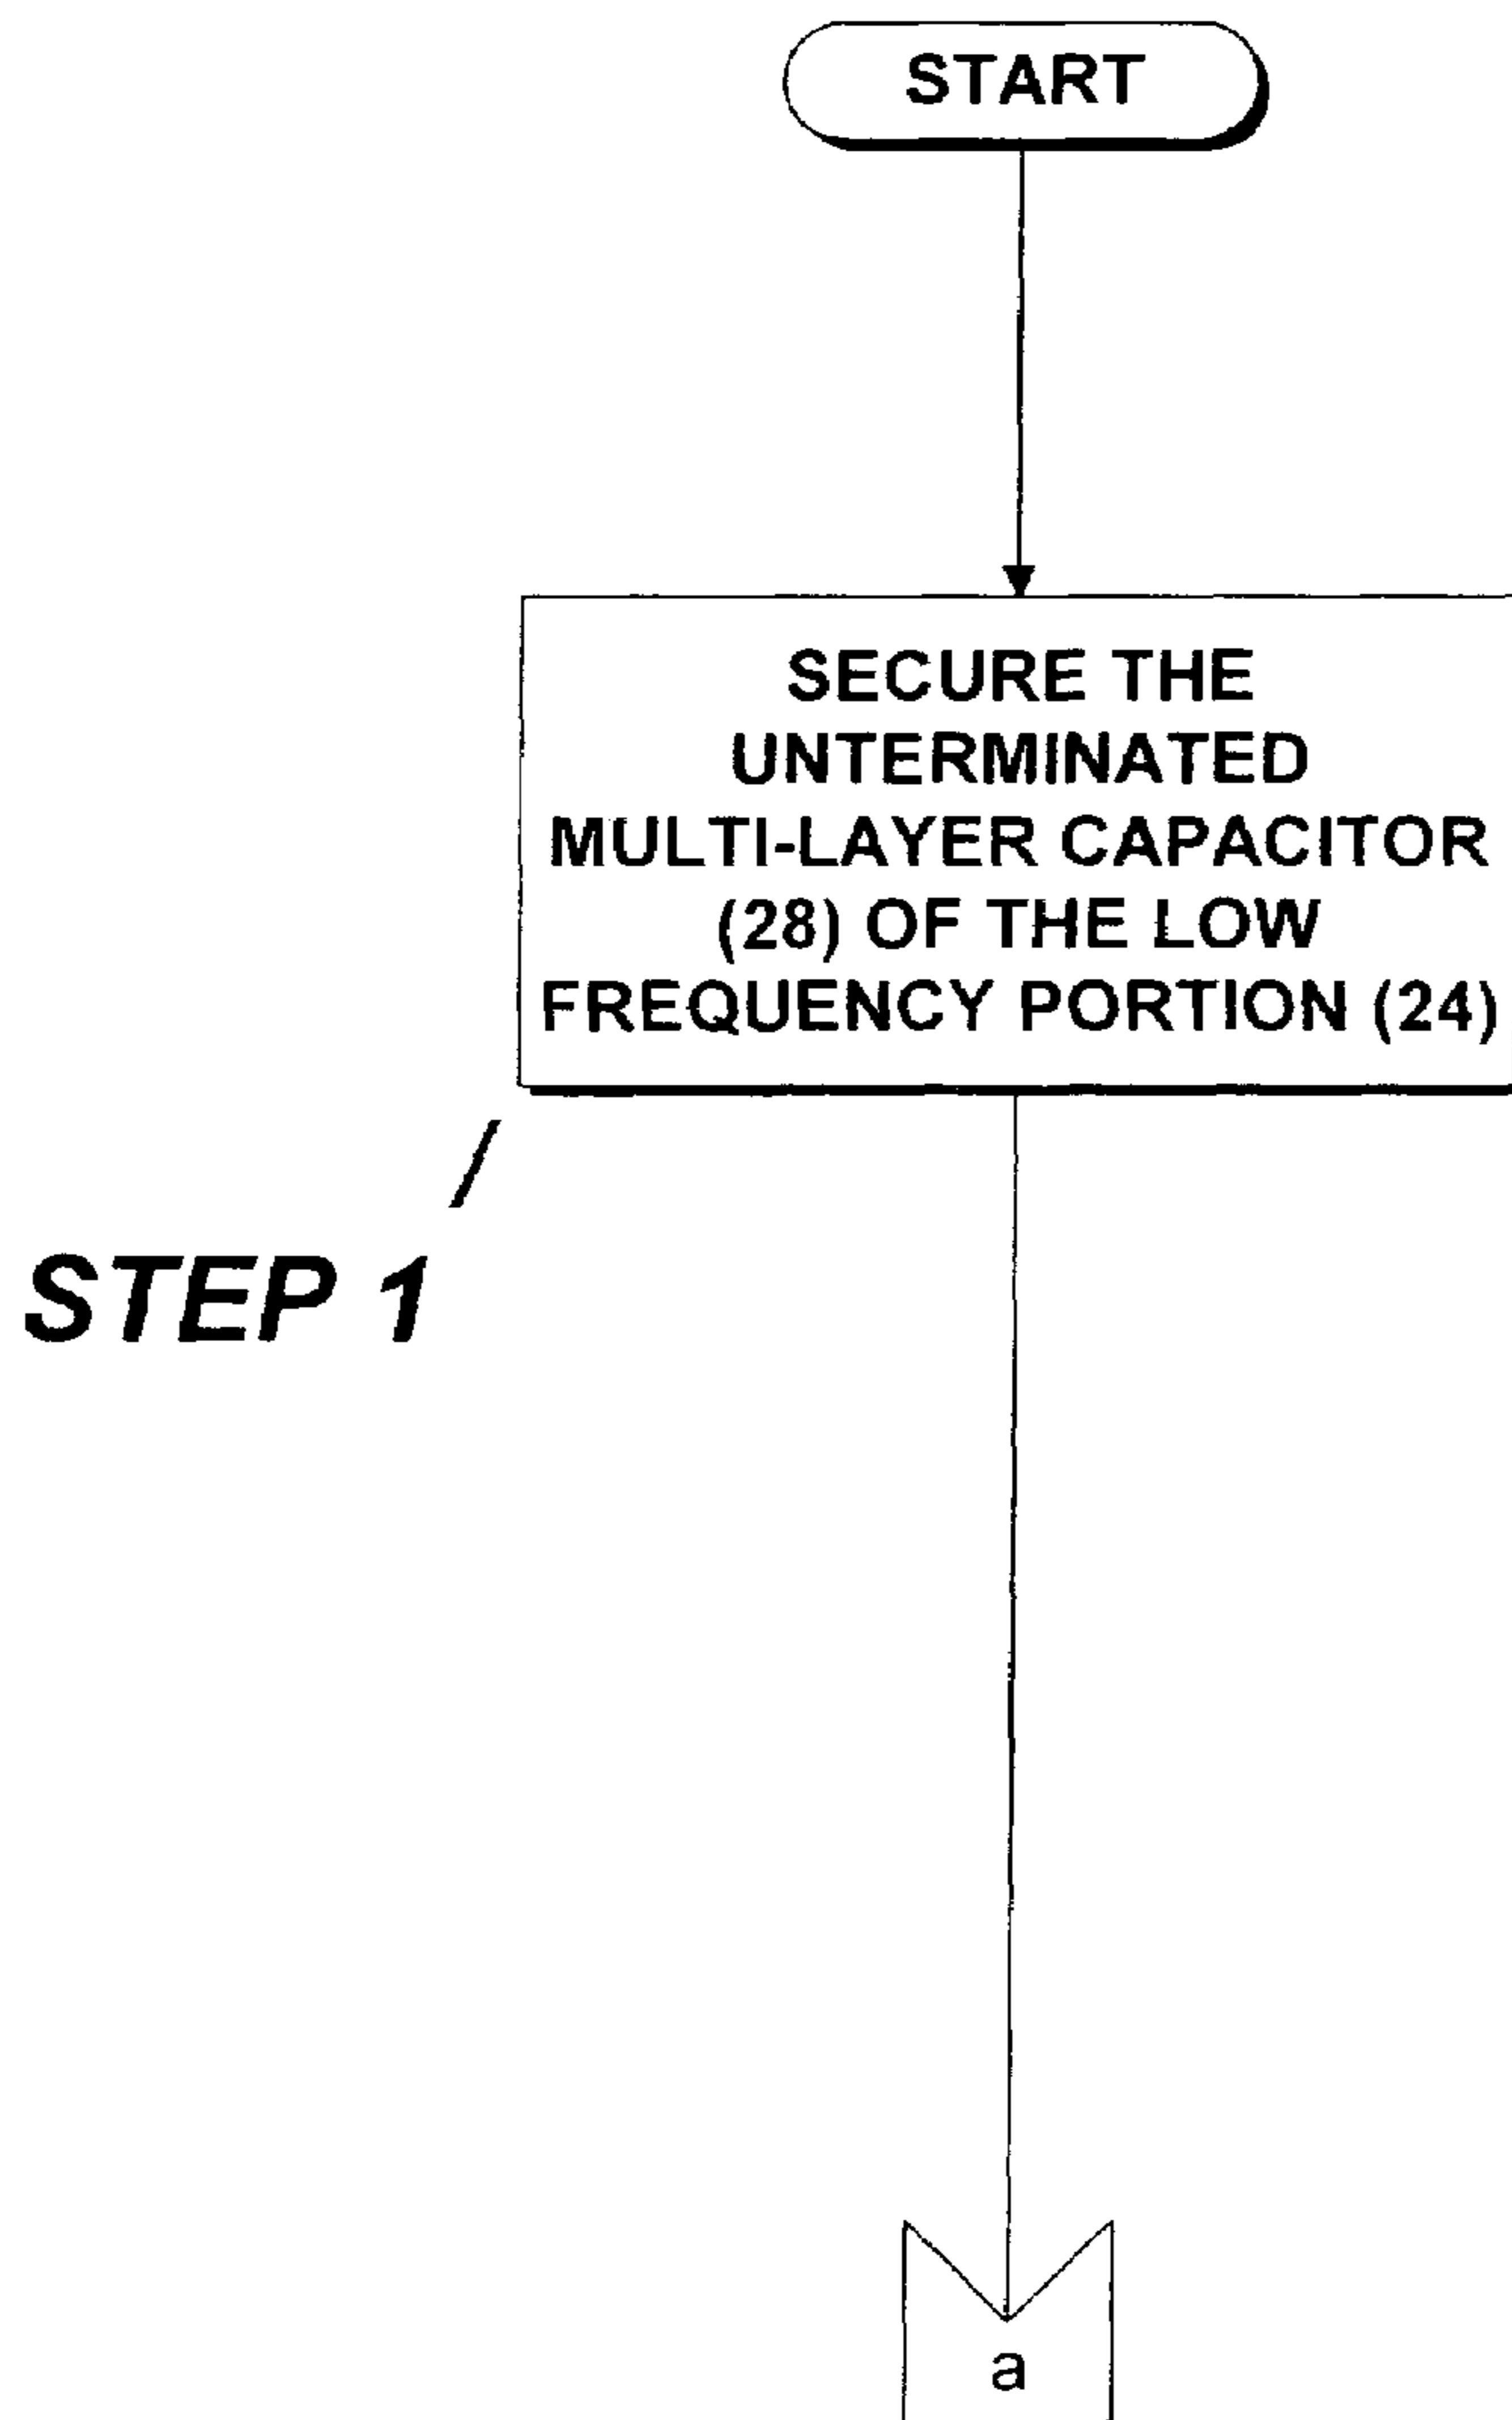 START
SECURE THE
UNTERMINATED
MULTI-LAYER CAPACITOR
(28) OF THE LOW
FREQUENCY PORTION (24)
STEP 1
a